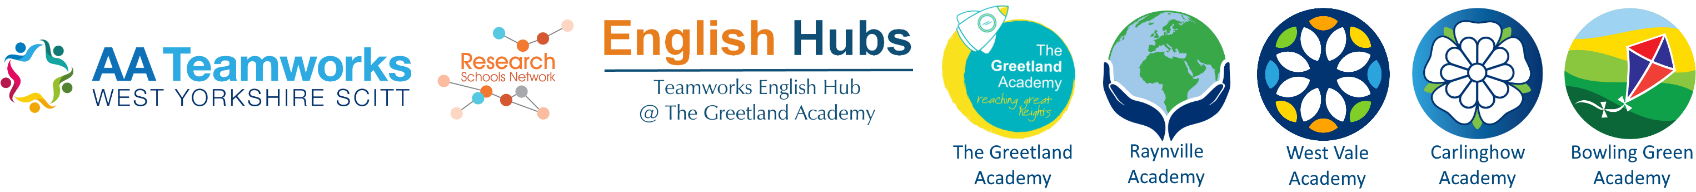 AA Teamworks
WEST YORKSHIRE SCITT
Research
Schools Network
English Hubs
Teamworks English Hub
@ The Greetland Academy
The
Greetland
Academy
reaching great
heights
The Greetland
Academy
Raynville
Academy
West Vale
Academy
Carlinghow
Academy
Bowling Green
Academy